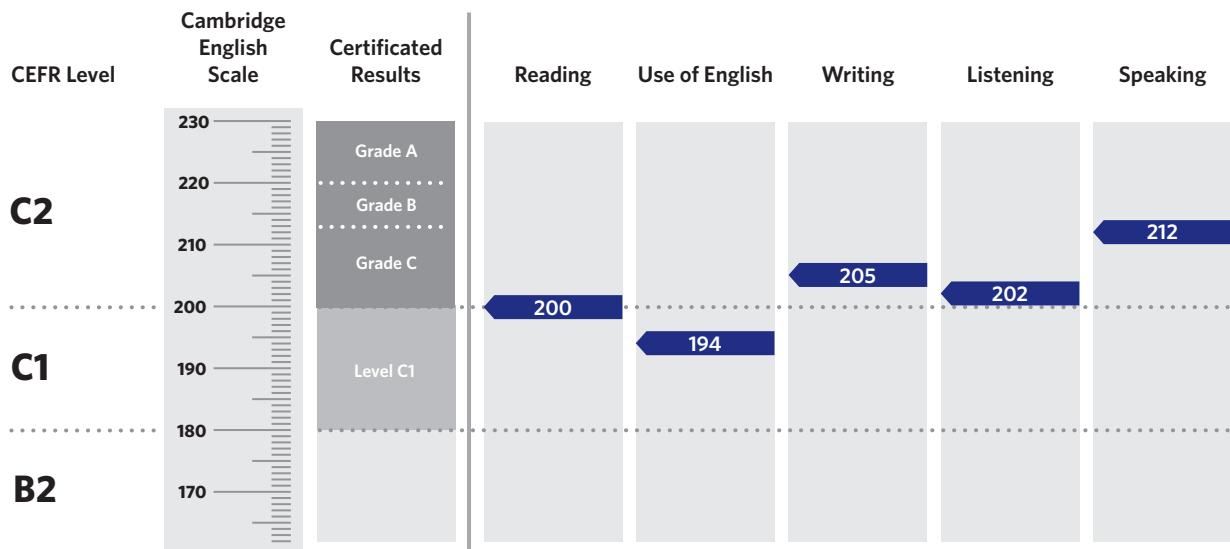 CEFR Level
Cambridge
English
Scale
Certificated
Results
Reading
Use of English
Writing
Listening
Speaking
230
220
210
200
190
180
170
C2
C1
B2
Grade A
Grade B
Grade C
Level C1
200
194
205
202
212